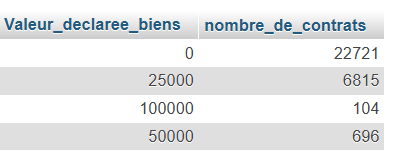 Valeur_declaree_biens nombre_de_contrats
0 22721
25000 6815
100000 104
50000 696